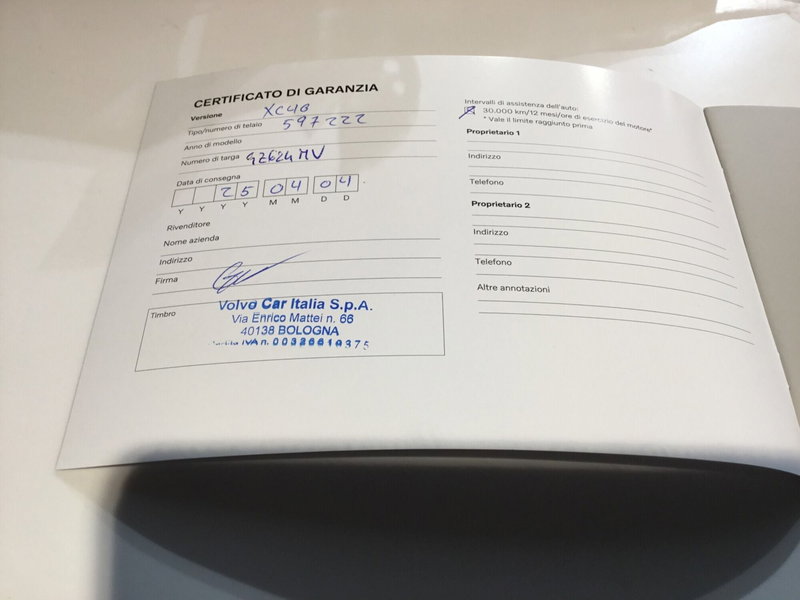 CERTIFICATO DI GARANZIA
Versione XC40
Tipo/numero di telaio 597222
Anno di modello
Numero di targa GZ624MV
Data di consegna
25 04 04
Y Y Y Y M M D D
Rivenditore
Nome azienda
Indirizzo
Firma
Timbro
Volvo Car Italia S.p.A.
Via Enrico Mattei n. 66
40138 BOLOGNA
Partita IVA n. 00326610375
Intervalli di assistenza dell'auto:
30.000 km/12 mesi/ore di esercizio del motore*
* Vale il limite raggiunto prima
Proprietario 1
Indirizzo
Telefono
Proprietario 2
Indirizzo
Telefono
Altre annotazioni